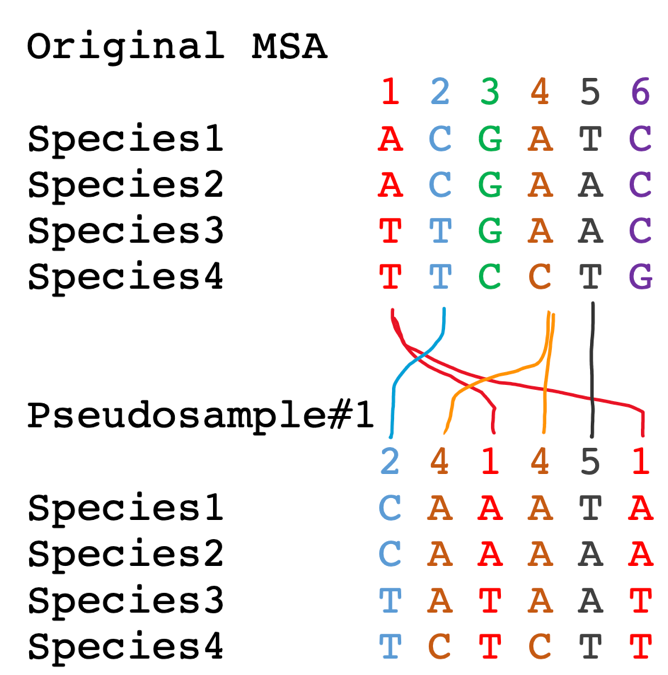 Original MSA
1 2 3 4 5 6
Species1 A C G A T C
Species2 A C G A A C
Species3 T T G A A C
Species4 T T C C T G
Pseudosample#1
2 4 1 4 5 1
Species1 C A A A T A
Species2 C A A A A A
Species3 T A T A A T
Species4 T C T C T T